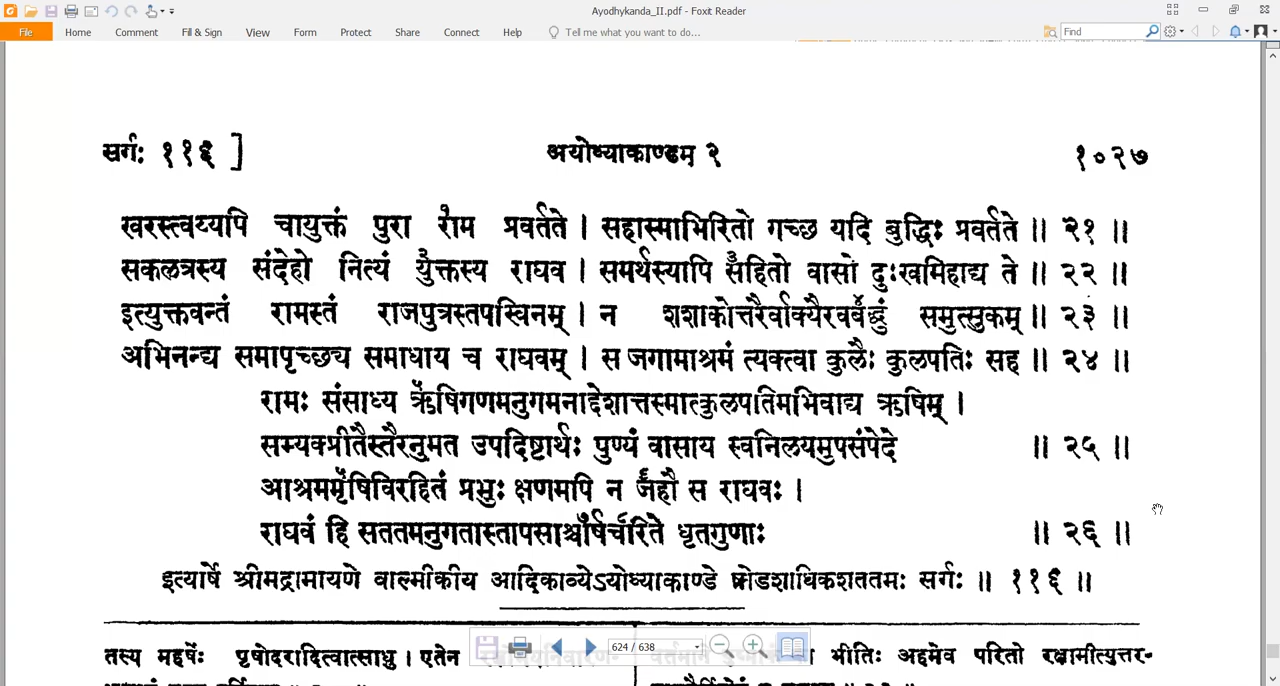 Ayodhykanda_II.pdf - Foxit Reader
File Home Comment Fill & Sign View Form Protect Share Connect Help Tell me what you want to do... Find
सर्गः ११६ ] अयोध्याकाण्डम् २ १०२७
खरस्त्वय्यपि चायुक्तं पुरा राम प्रवर्तते । सहास्माभिरितो गच्छ यदि बुद्धिः प्रवर्तते ॥ २१ ॥
सकलत्रस्य संदेहो नित्यं युक्तस्य राघव । समर्थस्यापि सहितो वासो दुःखमिहाद्य ते ॥ २२ ॥
इत्युक्तवन्तं रामस्तं राजपुत्रस्तपस्विनम् । न शशाकोत्तरैर्वाक्यैरवबद्धुं समुत्सुकम् ॥ २३ ॥
अभिनन्द्य समापृच्छ्य समाधाय च राघवम् । स जगामाश्रमं त्यक्त्वा कुलैः कुलपतिः सह ॥ २४ ॥
रामः संसाध्य ऋषिगणमनुगमनाद्देशात्तस्मात्कुलपतिमभिवाद्य ऋषिम् ।
सम्यक्प्रीतैस्तैरनुमत उपदिष्टार्थः पुण्यं वासाय स्वनिलयमुपसंपेदे ॥ २५ ॥
आश्रममृषिविरहितं प्रभुः क्षणमपि न जहौ स राघवः ।
राघवं हि सततमनुगतास्तापसाश्चार्षचरिते धृतगुणाः ॥ २६ ॥
इत्यार्षे श्रीमद्रामायणे वाल्मीकीय आदिकाव्येऽयोध्याकाण्डे षोडशाधिकशततमः सर्गः ॥ ११६ ॥
624 / 638
तस्य महर्षेः पृषोदरादित्वात्साधु । एतेन भीतिः अहमेव परितो रक्षामीत्युत्तर-